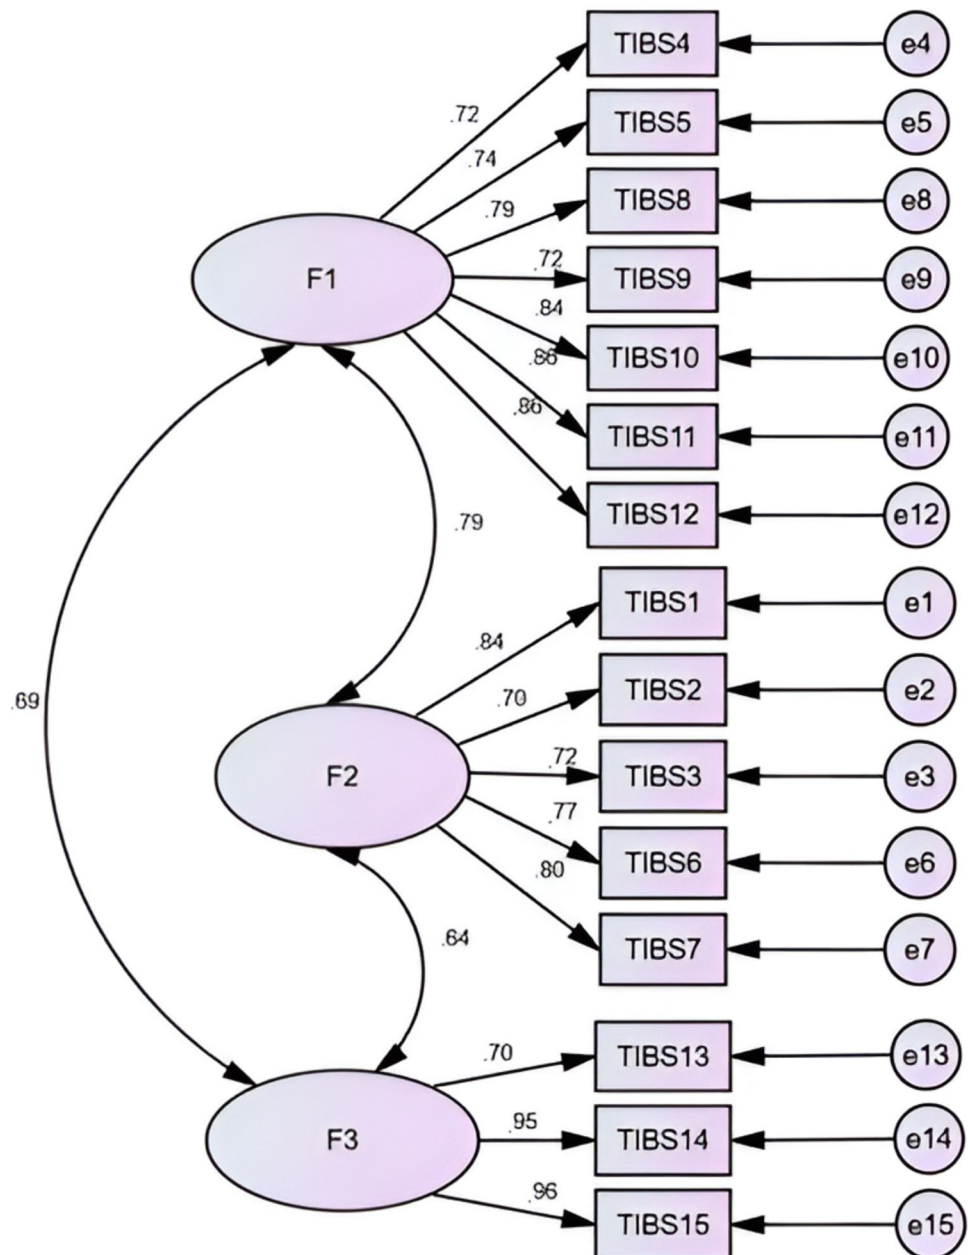 TIBS4
e4
.72
TIBS5
e5
.74
TIBS8
e8
.79
F1
.72
TIBS9
e9
.84
.86
TIBS10
e10
.86
TIBS11
e11
TIBS12
e12
.79
TIBS1
e1
.84
.69
.70
TIBS2
e2
F2
.72
TIBS3
e3
.77
TIBS6
e6
.80
.64
TIBS7
e7
.70
TIBS13
e13
F3
.95
TIBS14
e14
.96
TIBS15
e15